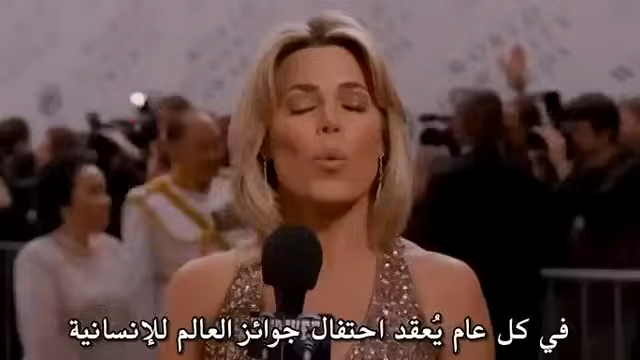 في كل عام يُعقد احتفال جوائز العالم للإنسانية